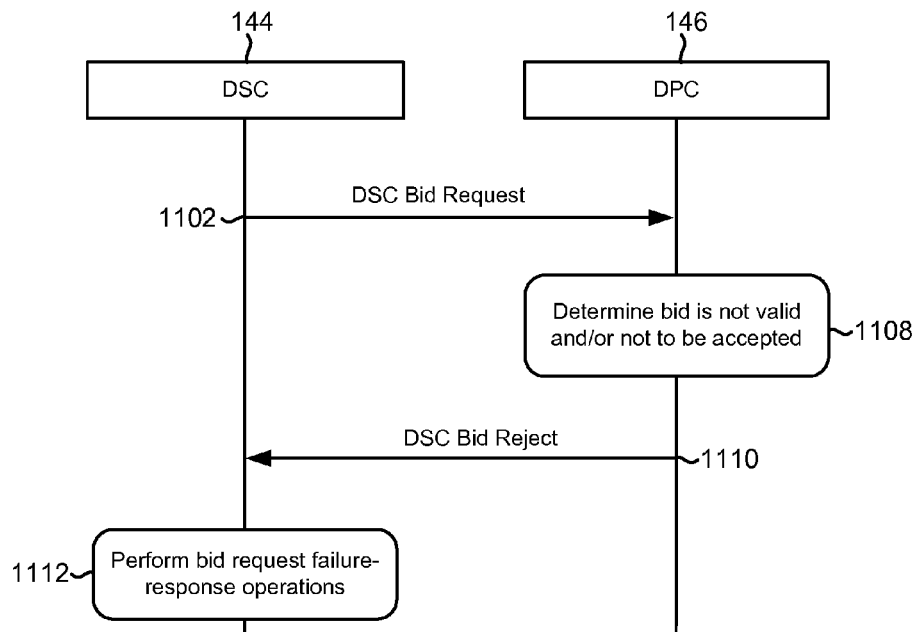 144
146
DSC
DPC
DSC Bid Request
1102
Determine bid is not valid
and/or not to be accepted
1108
DSC Bid Reject
1110
Perform bid request failure-
response operations
1112